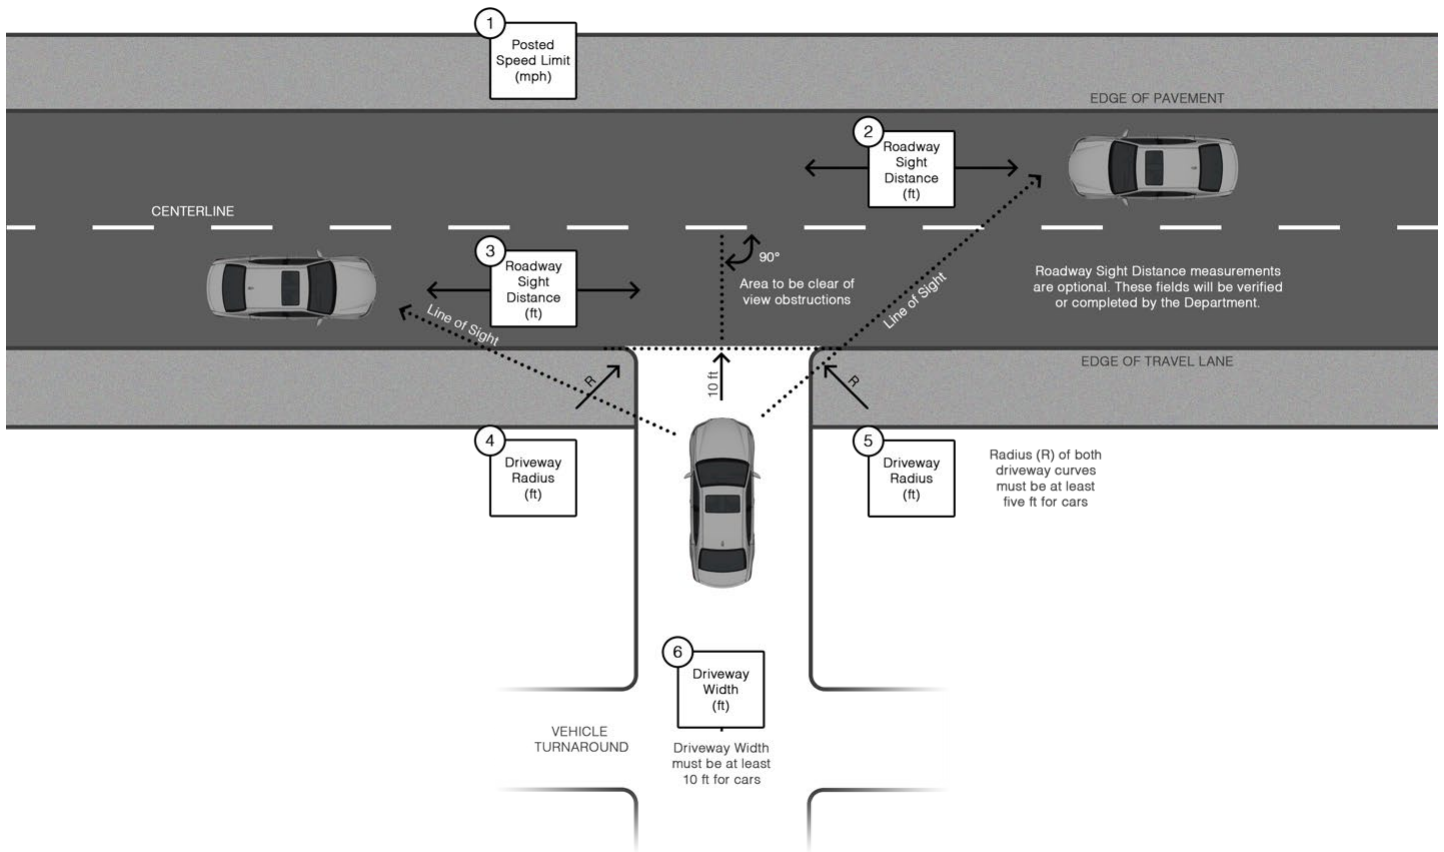 1
Posted
Speed Limit
(mph)
EDGE OF PAVEMENT
2
Roadway
Sight
Distance
(ft)
CENTERLINE
3
Roadway
Sight
Distance
(ft)
90°
Area to be clear of
view obstructions
Line of Sight
Roadway Sight Distance measurements
are optional. These fields will be verified
or completed by the Department.
Line of Sight
EDGE OF TRAVEL LANE
R
10 ft
R
4
Driveway
Radius
(ft)
5
Driveway
Radius
(ft)
Radius (R) of both
driveway curves
must be at least
five ft for cars
6
Driveway
Width
(ft)
VEHICLE
TURNAROUND
Driveway Width
must be at least
10 ft for cars